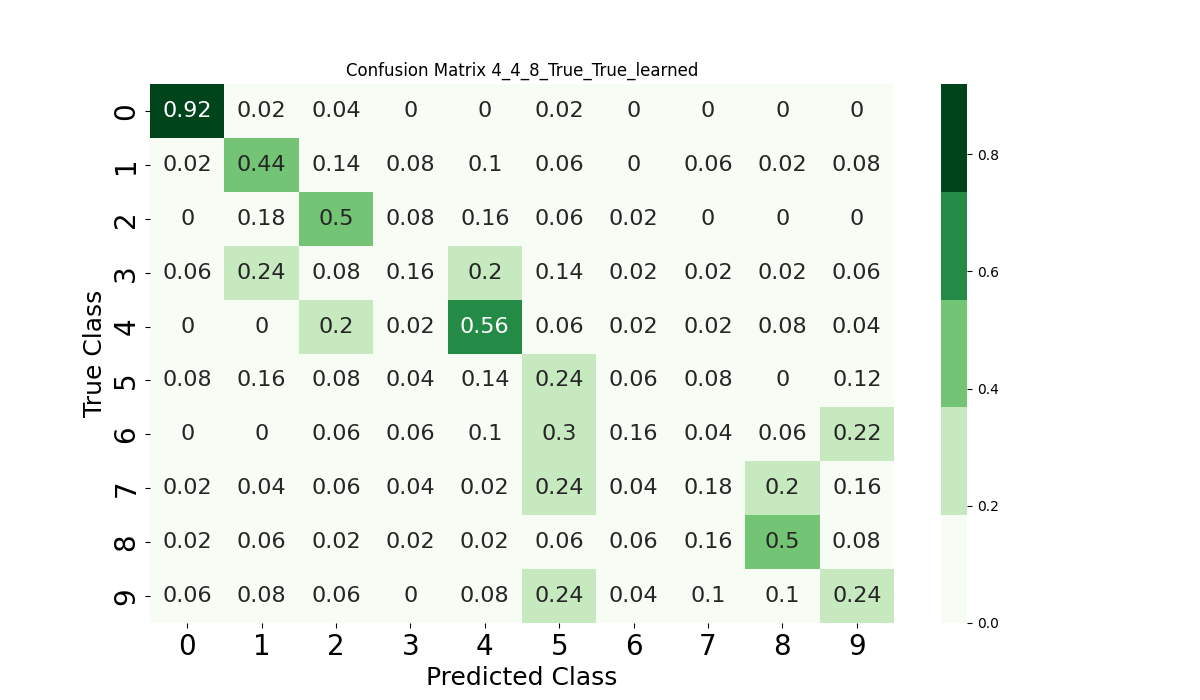 Confusion Matrix 4_4_8_True_True_learned
True Class
0 0.92 0.02 0.04 0 0 0.02 0 0 0 0
1 0.02 0.44 0.14 0.08 0.1 0.06 0 0.06 0.02 0.08
2 0 0.18 0.5 0.08 0.16 0.06 0.02 0 0 0
3 0.06 0.24 0.08 0.16 0.2 0.14 0.02 0.02 0.02 0.06
4 0 0 0.2 0.02 0.56 0.06 0.02 0.02 0.08 0.04
5 0.08 0.16 0.08 0.04 0.14 0.24 0.06 0.08 0 0.12
6 0 0 0.06 0.06 0.1 0.3 0.16 0.04 0.06 0.22
7 0.02 0.04 0.06 0.04 0.02 0.24 0.04 0.18 0.2 0.16
8 0.02 0.06 0.02 0.02 0.02 0.06 0.06 0.16 0.5 0.08
9 0.06 0.08 0.06 0 0.08 0.24 0.04 0.1 0.1 0.24
0 1 2 3 4 5 6 7 8 9
Predicted Class
0.8
0.6
0.4
0.2
0.0